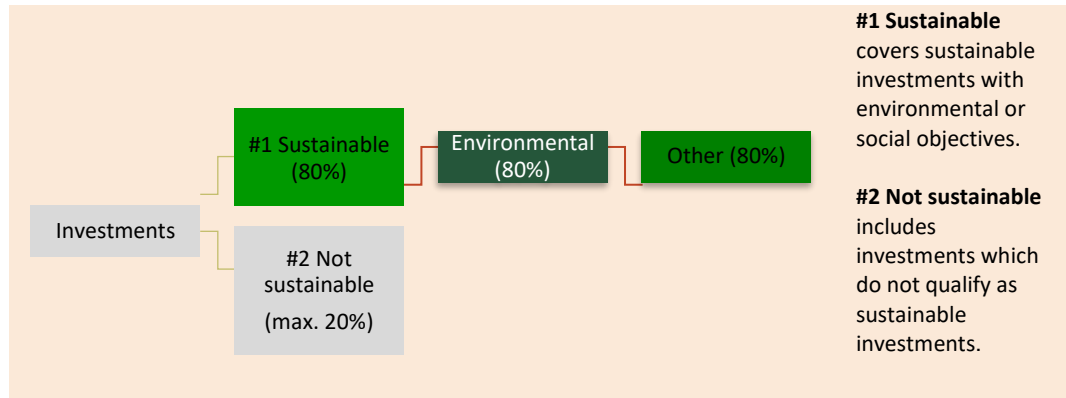 Investments
#1 Sustainable
(80%)
Environmental
(80%)
Other (80%)
#2 Not
sustainable
(max. 20%)
#1 Sustainable
covers sustainable
investments with
environmental or
social objectives.
#2 Not sustainable
includes
investments which
do not qualify as
sustainable
investments.